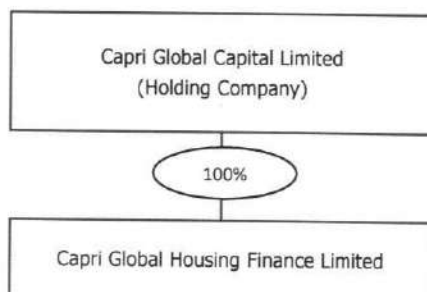 Capri Global Capital Limited
(Holding Company)
100%
Capri Global Housing Finance Limited